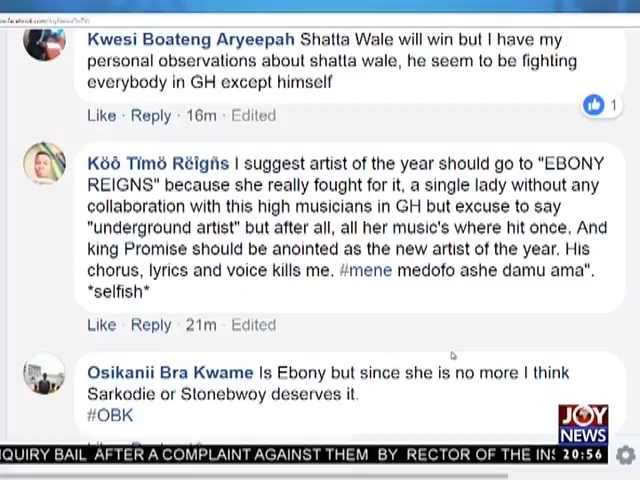 Kwesi Boateng Aryeepah Shatta Wale will win but I have my
personal observations about shatta wale, he seem to be fighting
everybody in GH except himself
1
Like · Reply · 16m · Edited
Köö Tïmö Rëîgñs I suggest artist of the year should go to "EBONY
REIGNS" because she really fought for it, a single lady without any
collaboration with this high musicians in GH but excuse to say
"underground artist" but after all, all her music's where hit once. And
king Promise should be anointed as the new artist of the year. His
chorus, lyrics and voice kills me. #mene medofo ashe damu ama".
*selfish*
Like · Reply · 21m · Edited
Osikanii Bra Kwame Is Ebony but since she is no more I think
Sarkodie or Stonebwoy deserves it.
#OBK
JOY
NEWS
QUIRY BAIL AFTER A COMPLAINT AGAINST THEM BY RECTOR OF THE INS
20:56